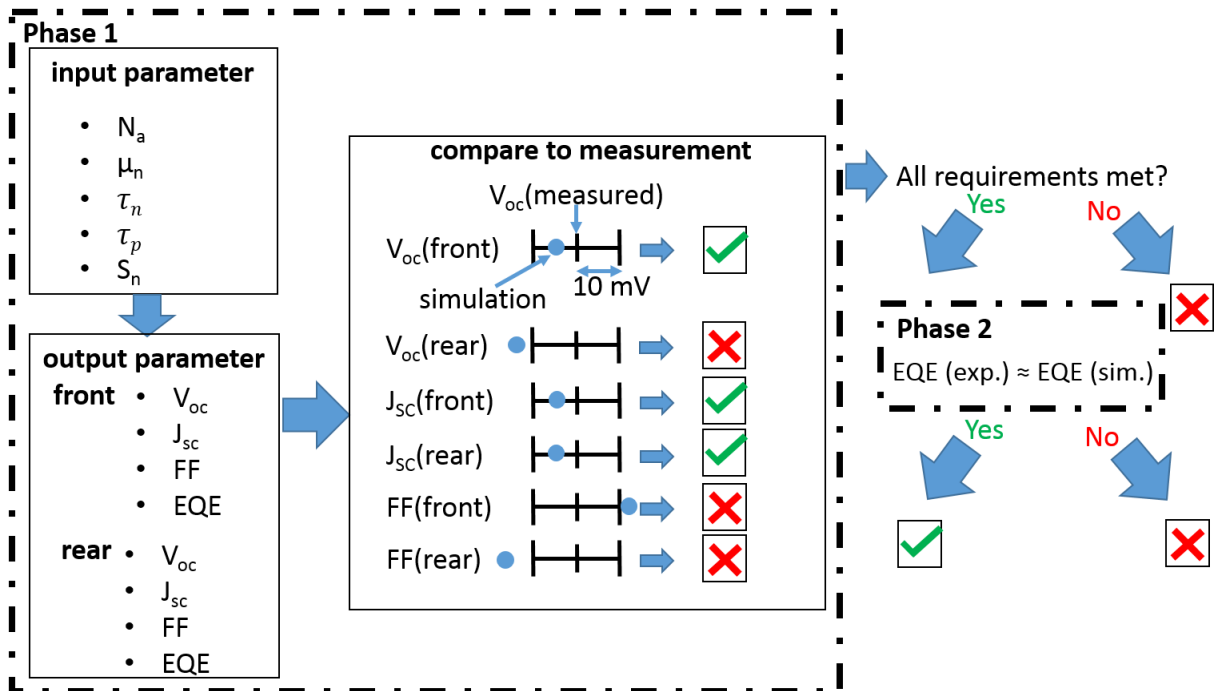 Phase 1
input parameter
• Nₐ
• μₙ
• τₙ
• τₚ
• Sₙ
output parameter
front
• Vₒc
• Jsc
• FF
• EQE
rear
• Vₒc
• Jsc
• FF
• EQE
compare to measurement
Vₒc(measured)
Vₒc(front)
simulation
10 mV
Vₒc(rear)
JSC(front)
JSC(rear)
FF(front)
FF(rear)
All requirements met?
Yes
No
Phase 2
EQE (exp.) ≈ EQE (sim.)
Yes
No